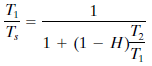 T₁/Tₛ = 1 / (1 + (1 − H) T₂/T₁)